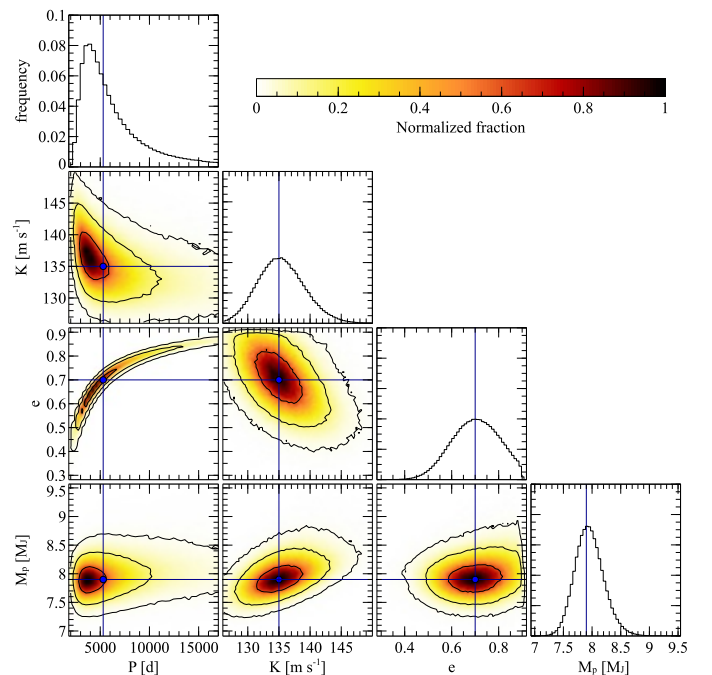 0.1
0.08
0.06
0.04
0.02
0
frequency
0 0.2 0.4 0.6 0.8 1
Normalized fraction
150
145
140
135
130
K [m s⁻¹]
0.9
0.8
0.7
0.6
0.5
0.4
0.3
e
9.5
9
8.5
8
7.5
7
Mₚ [M_J]
5000 10000 15000
P [d]
130 135 140 145
K [m s⁻¹]
0.4 0.6 0.8
e
7 7.5 8 8.5 9 9.5
Mₚ [M_J]